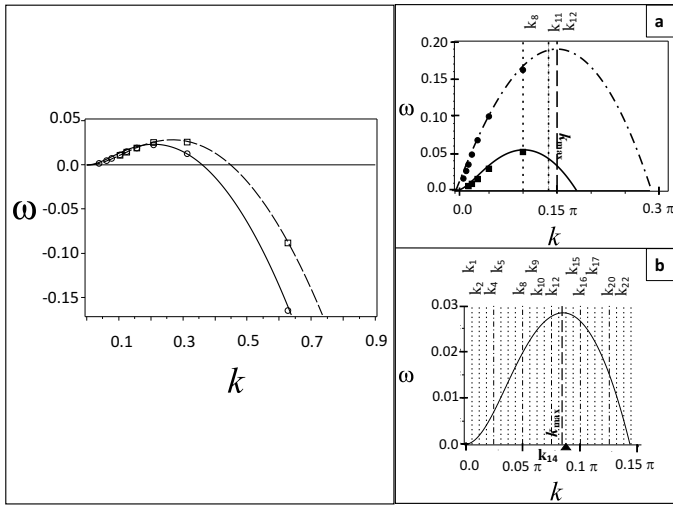 0.05
0.00
-0.05
-0.10
-0.15
ω
0.1 0.3 0.5 0.7 0.9
k
k₈ k₁₁ k₁₂
a
0.20
0.15
0.10
0.05
0.0
ω
kmax
0.0 0.15 π 0.3 π
k
b
k₁ k₅ k₉ k₁₅ k₁₇
k₂ k₄ k₈ k₁₀ k₁₂ k₁₆ k₂₀ k₂₂
0.03
0.02
0.01
0.0
ω
kmax
k₁₄
0.0 0.05 π 0.1 π 0.15 π
k